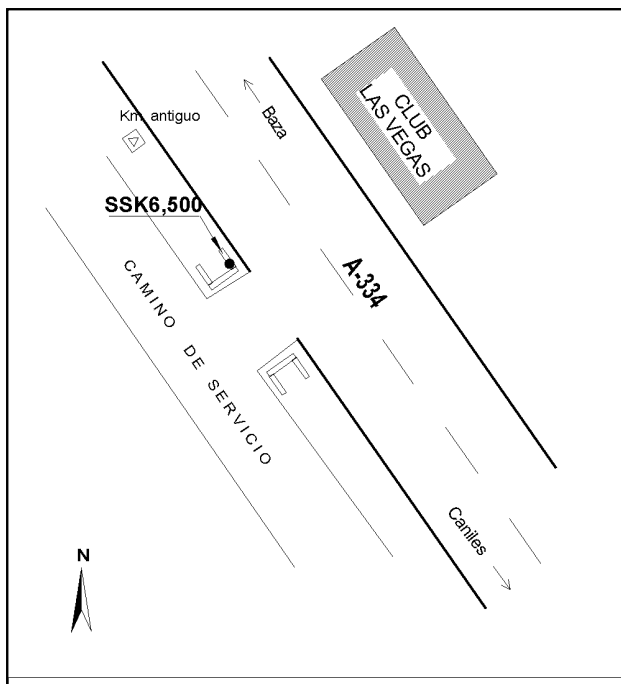 CLUB
LAS VEGAS
Baza
Km. antiguo
SSK6,500
A-334
CAMINO DE SERVICIO
Caniles
N